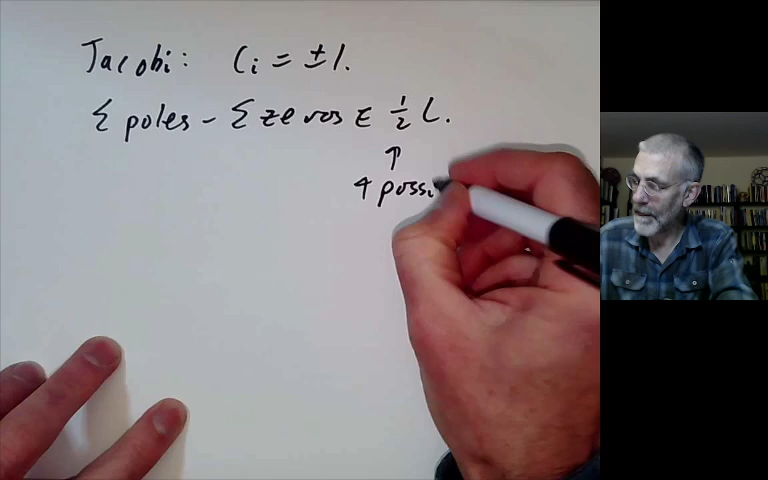 Jacobi: Ci = ±1.
Σ poles - Σ zeros ∈ 1/2 L.
↑
4 possi